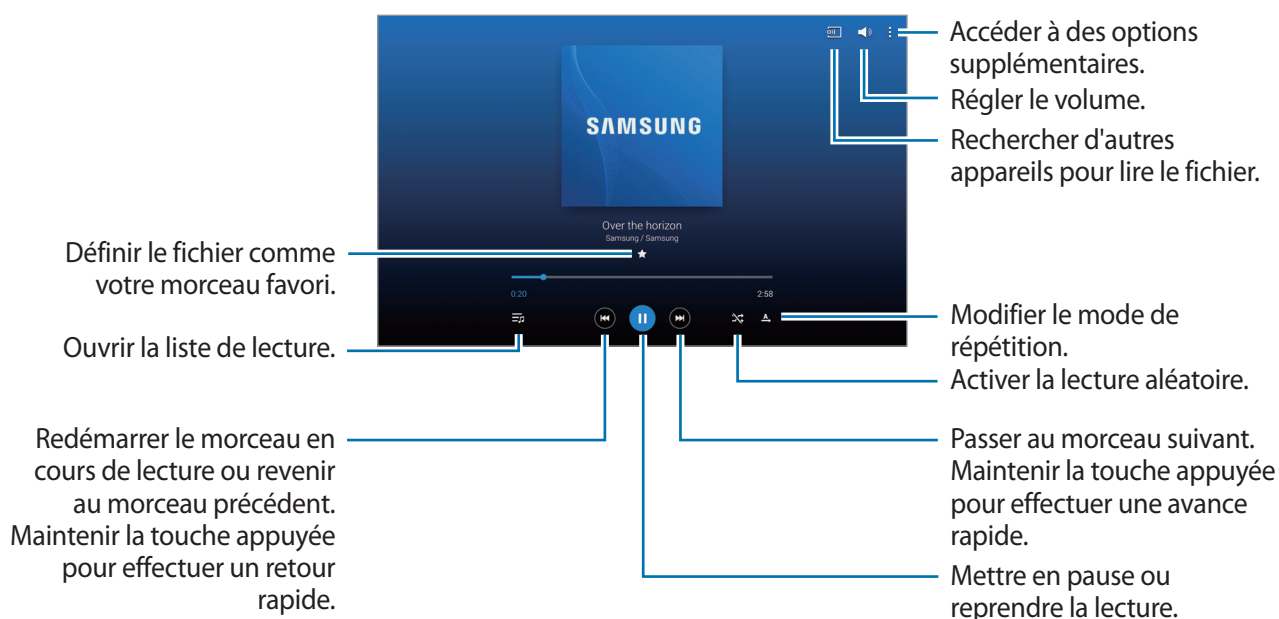 Accéder à des options
supplémentaires.
Régler le volume.
Rechercher d'autres
appareils pour lire le fichier.
SAMSUNG
Over the horizon
Samsung / Samsung
Définir le fichier comme
votre morceau favori.
0:20
2:58
Ouvrir la liste de lecture.
Modifier le mode de
répétition.
Activer la lecture aléatoire.
Redémarrer le morceau en
cours de lecture ou revenir
au morceau précédent.
Maintenir la touche appuyée
pour effectuer un retour
rapide.
Passer au morceau suivant.
Maintenir la touche appuyée
pour effectuer une avance
rapide.
Mettre en pause ou
reprendre la lecture.